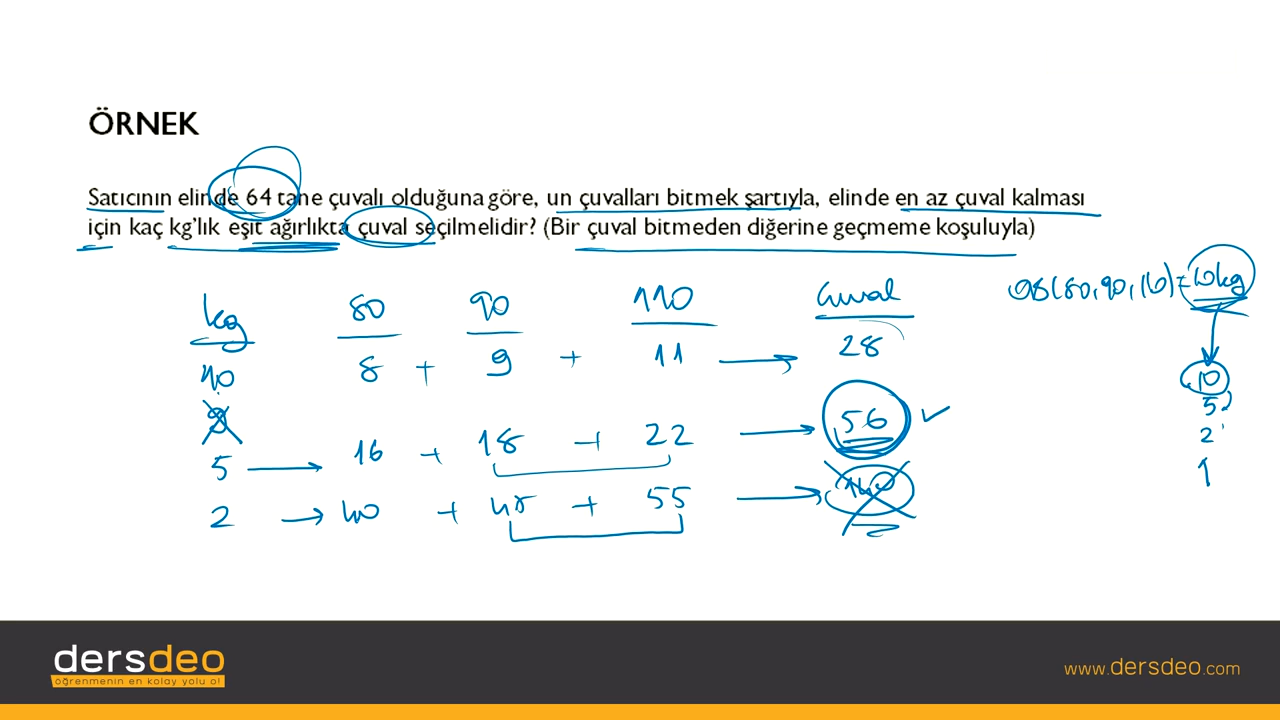 ÖRNEK
Satıcının elinde 64 tane çuvalı olduğuna göre, un çuvalları bitmek şartıyla, elinde en az çuval kalması
için kaç kg'lık eşit ağırlıkta çuval seçilmelidir? (Bir çuval bitmeden diğerine geçmeme koşuluyla)
kg 80 90 110 çuval
10 8 + 9 + 11 → 28
5 → 16 + 18 + 22 → 56 ✓
2 → 40 + 45 + 55 → 140
10 kg
10
5
2
1
dersdeo
öğrenmenin en kolay yolu o!
www.dersdeo.com